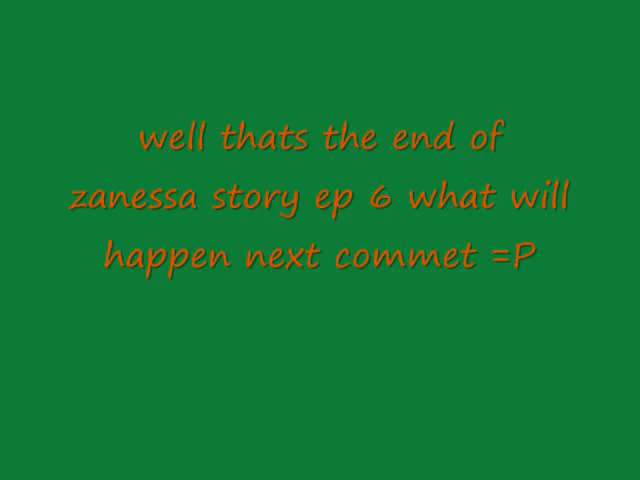 well thats the end of
zanessa story ep 6 what will
happen next commet =P